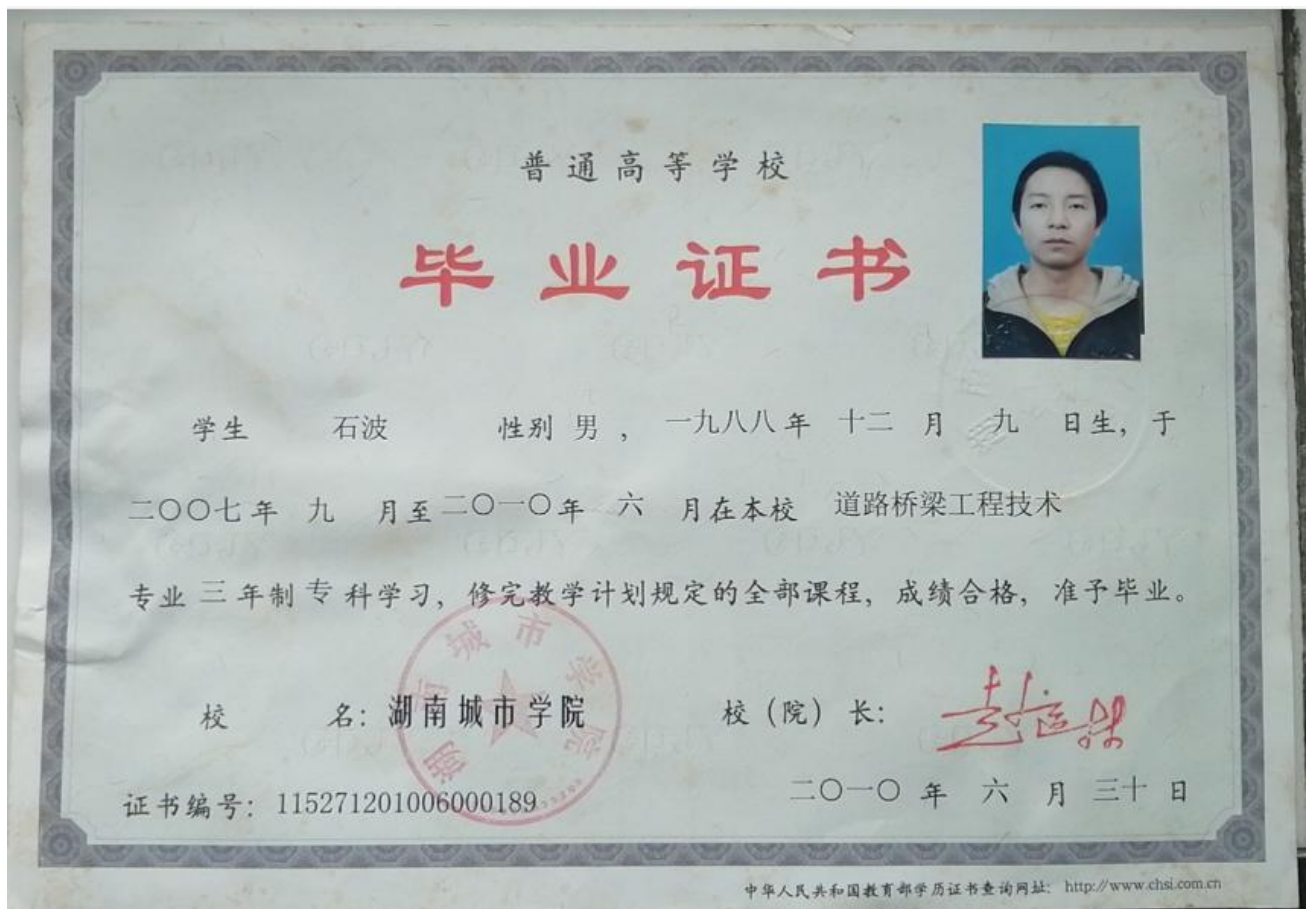 普通高等学校
毕业证书
学生 石波 性别 男 ， 一九八八年 十二 月 九 日生，于
二〇〇七年 九 月至二〇一〇年 六 月在本校 道路桥梁工程技术
专业 三 年制 专 科学习，修完教学计划规定的全部课程，成绩合格，准予毕业。
校 名：湖南城市学院 校（院）长：
湖南城市学院
证书编号：115271201006000189 二〇一〇 年 六 月 三十 日
中华人民共和国教育部学历证书查询网址： http://www.chsi.com.cn